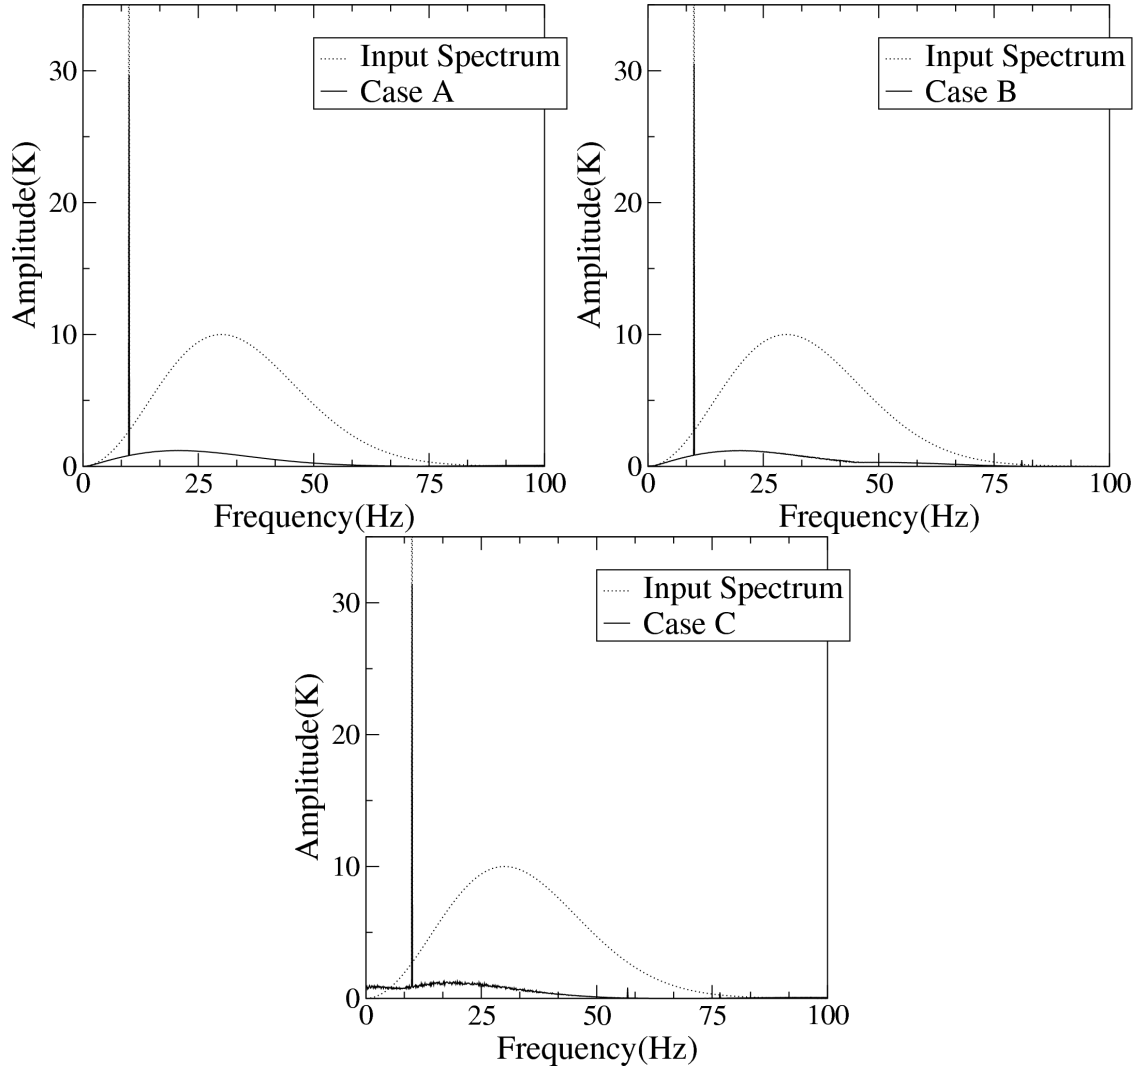 Input Spectrum
Case A
30
20
10
0
Amplitude(K)
0 25 50 75 100
Frequency(Hz)
Input Spectrum
Case B
30
20
10
0
Amplitude(K)
0 25 50 75 100
Frequency(Hz)
Input Spectrum
Case C
30
20
10
0
Amplitude(K)
0 25 50 75 100
Frequency(Hz)